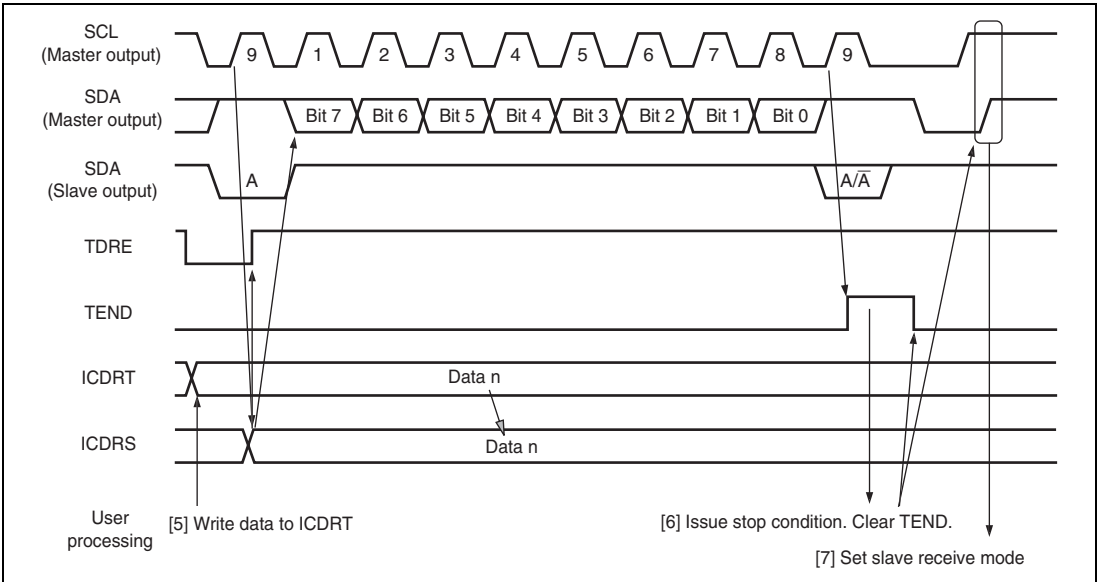 SCL
(Master output)
9 1 2 3 4 5 6 7 8 9
SDA
(Master output)
Bit 7 Bit 6 Bit 5 Bit 4 Bit 3 Bit 2 Bit 1 Bit 0
SDA
(Slave output)
A A/A̅
TDRE
TEND
ICDRT
Data n
ICDRS
Data n
User
processing
[5] Write data to ICDRT
[6] Issue stop condition. Clear TEND.
[7] Set slave receive mode